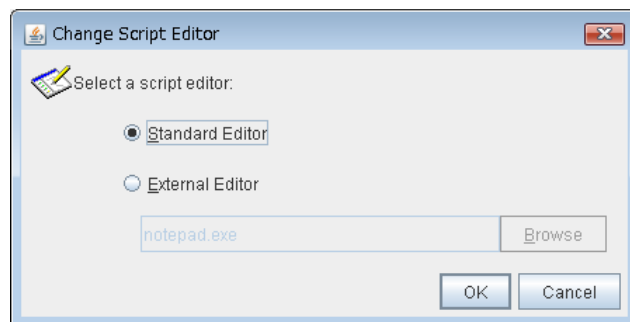 Change Script Editor
Select a script editor:
Standard Editor
External Editor
notepad.exe
Browse
OK Cancel